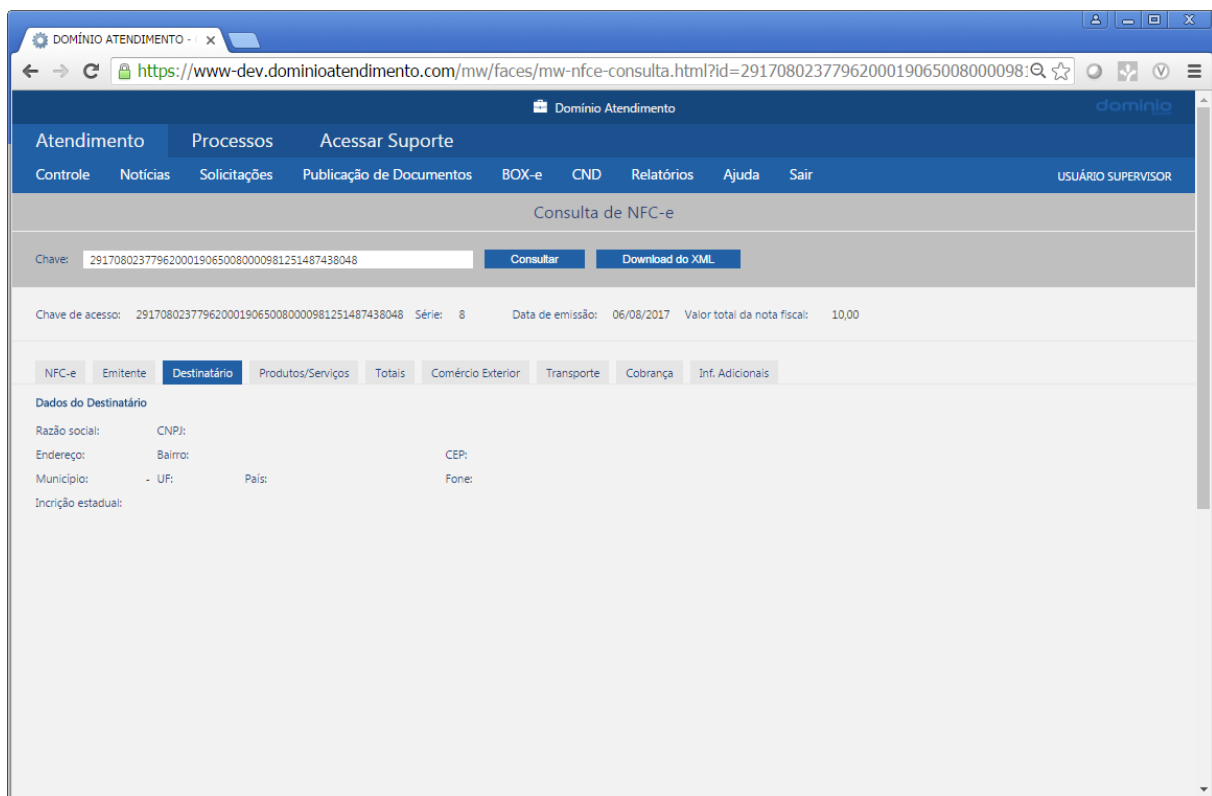 DOMÍNIO ATENDIMENTO - (
https://www-dev.dominioatendimento.com/mw/faces/mw-nfce-consulta.html?id=29170802377962000190650080000981
Domínio Atendimento domínio
Atendimento Processos Acessar Suporte
Controle Notícias Solicitações Publicação de Documentos BOX-e CND Relatórios Ajuda Sair USUÁRIO SUPERVISOR
Consulta de NFC-e
Chave: 29170802377962000190650080000981251487438048 Consultar Download do XML
Chave de acesso: 29170802377962000190650080000981251487438048 Série: 8 Data de emissão: 06/08/2017 Valor total da nota fiscal: 10,00
NFC-e Emitente Destinatário Produtos/Serviços Totais Comércio Exterior Transporte Cobrança Inf. Adicionais
Dados do Destinatário
Razão social: CNPJ:
Endereço: Bairro: CEP:
Município: - UF: País: Fone:
Incrição estadual: